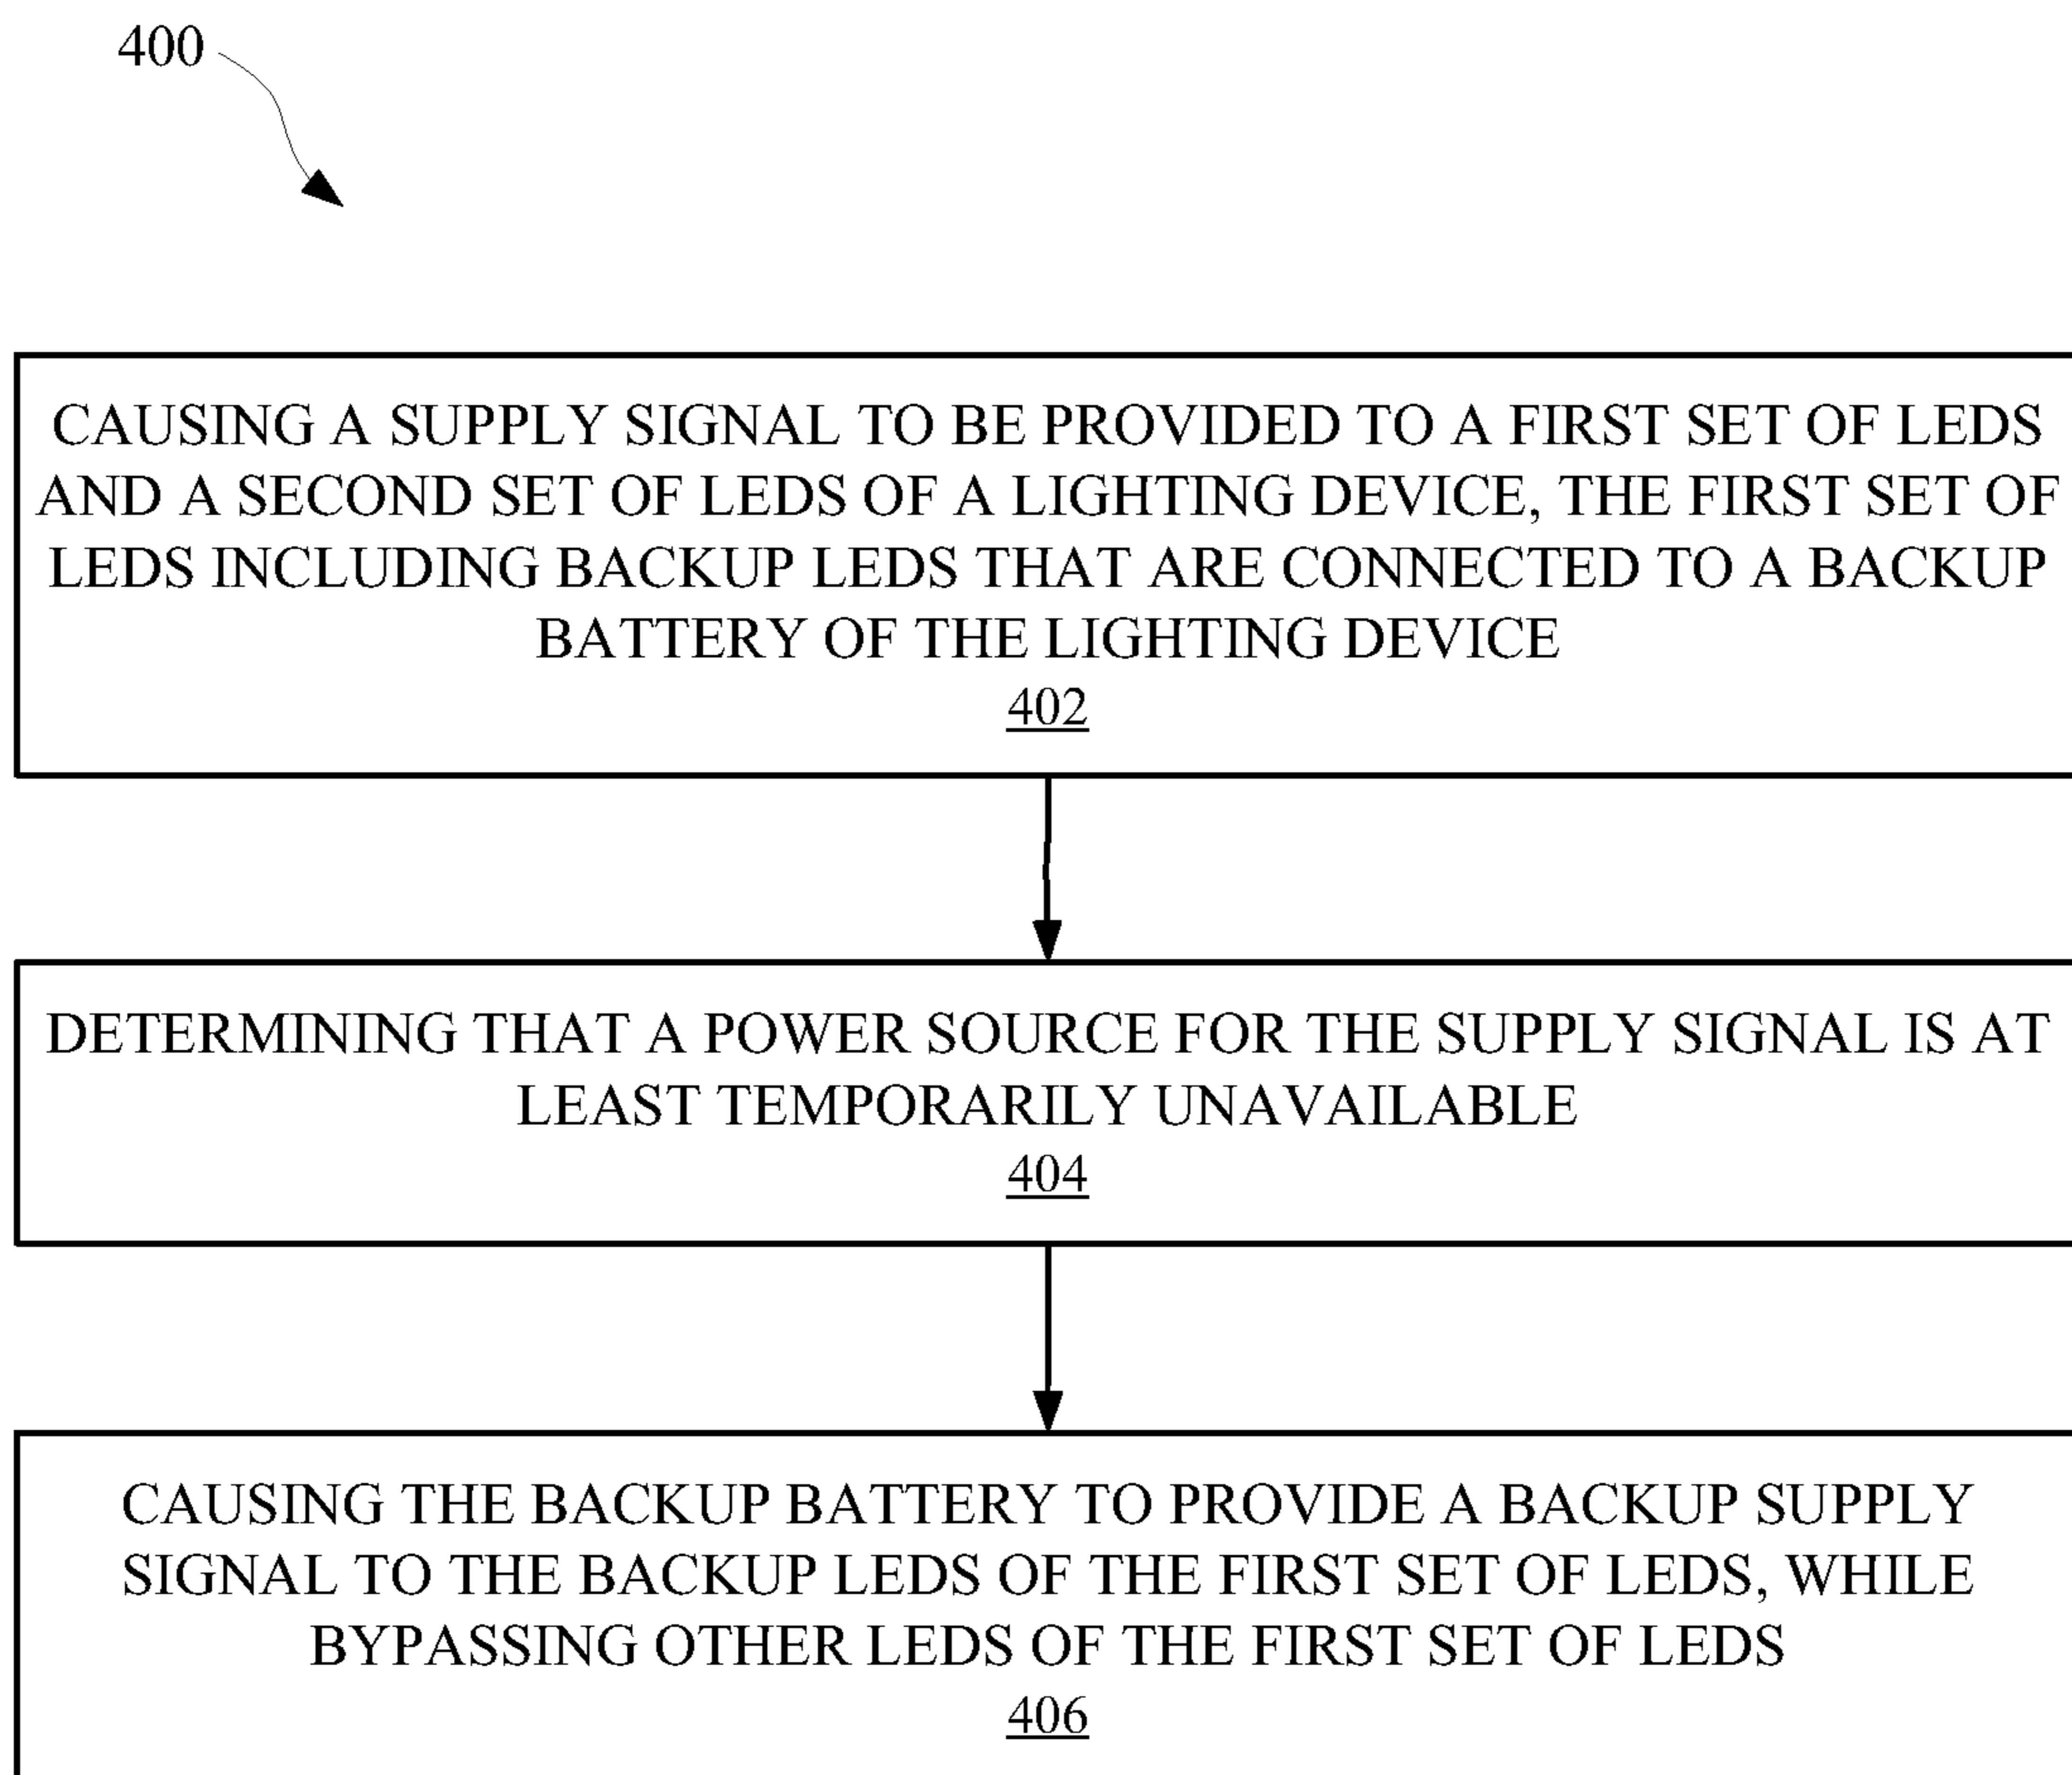 400
CAUSING A SUPPLY SIGNAL TO BE PROVIDED TO A FIRST SET OF LEDS
AND A SECOND SET OF LEDS OF A LIGHTING DEVICE, THE FIRST SET OF
LEDS INCLUDING BACKUP LEDS THAT ARE CONNECTED TO A BACKUP
BATTERY OF THE LIGHTING DEVICE
402
DETERMINING THAT A POWER SOURCE FOR THE SUPPLY SIGNAL IS AT
LEAST TEMPORARILY UNAVAILABLE
404
CAUSING THE BACKUP BATTERY TO PROVIDE A BACKUP SUPPLY
SIGNAL TO THE BACKUP LEDS OF THE FIRST SET OF LEDS, WHILE
BYPASSING OTHER LEDS OF THE FIRST SET OF LEDS
406